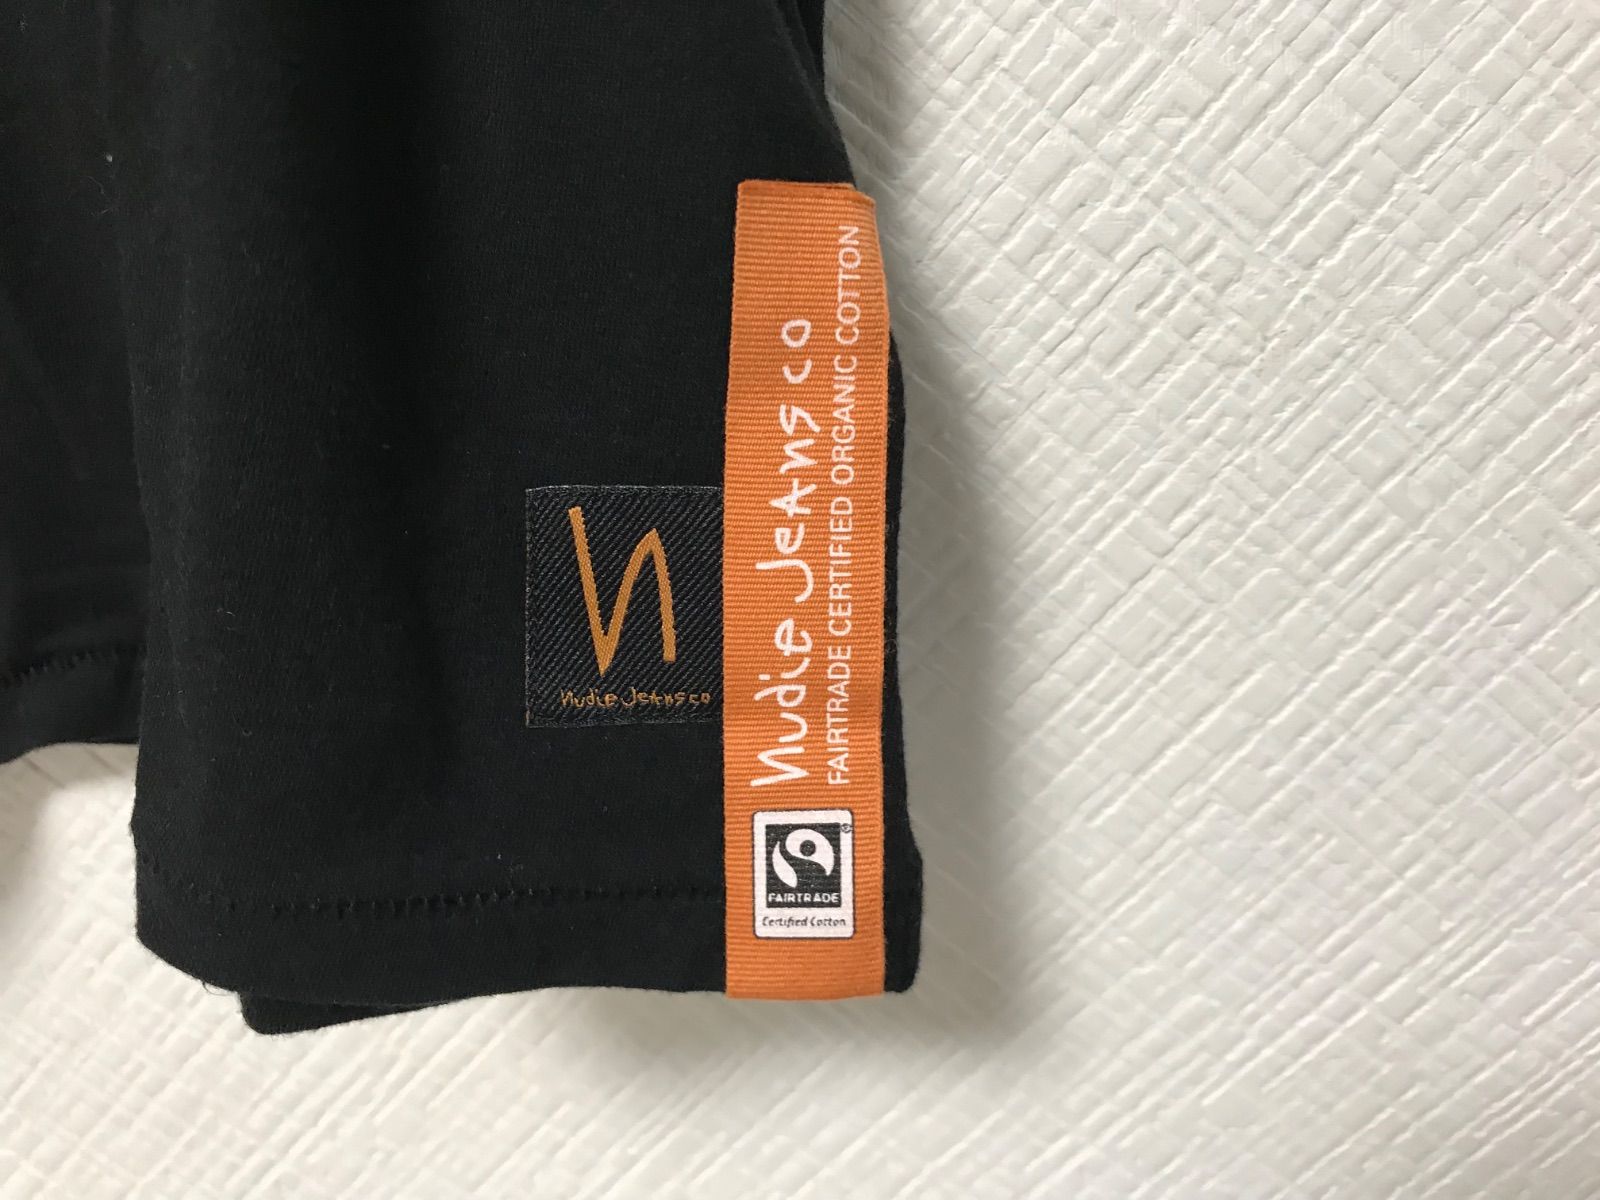 N
Nudie Jeans co
Nudie Jeans co
FAIRTRADE CERTIFIED ORGANIC COTTON
®
FAIRTRADE
Certified Cotton